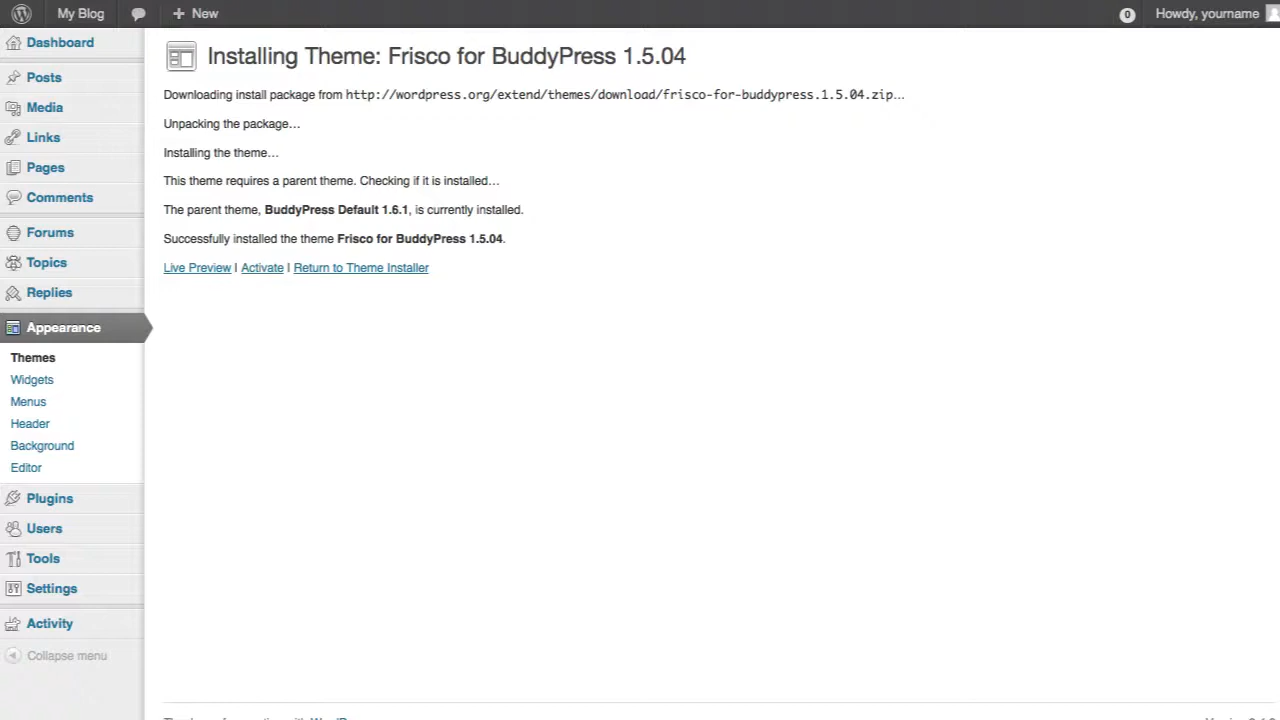 My Blog
New
0
Howdy, yourname
Dashboard
Posts
Media
Links
Pages
Comments
Forums
Topics
Replies
Appearance
Themes
Widgets
Menus
Header
Background
Editor
Plugins
Users
Tools
Settings
Activity
Collapse menu
Installing Theme: Frisco for BuddyPress 1.5.04
Downloading install package from http://wordpress.org/extend/themes/download/frisco-for-buddypress.1.5.04.zip…
Unpacking the package…
Installing the theme…
This theme requires a parent theme. Checking if it is installed…
The parent theme, BuddyPress Default 1.6.1, is currently installed.
Successfully installed the theme Frisco for BuddyPress 1.5.04.
Live Preview | Activate | Return to Theme Installer